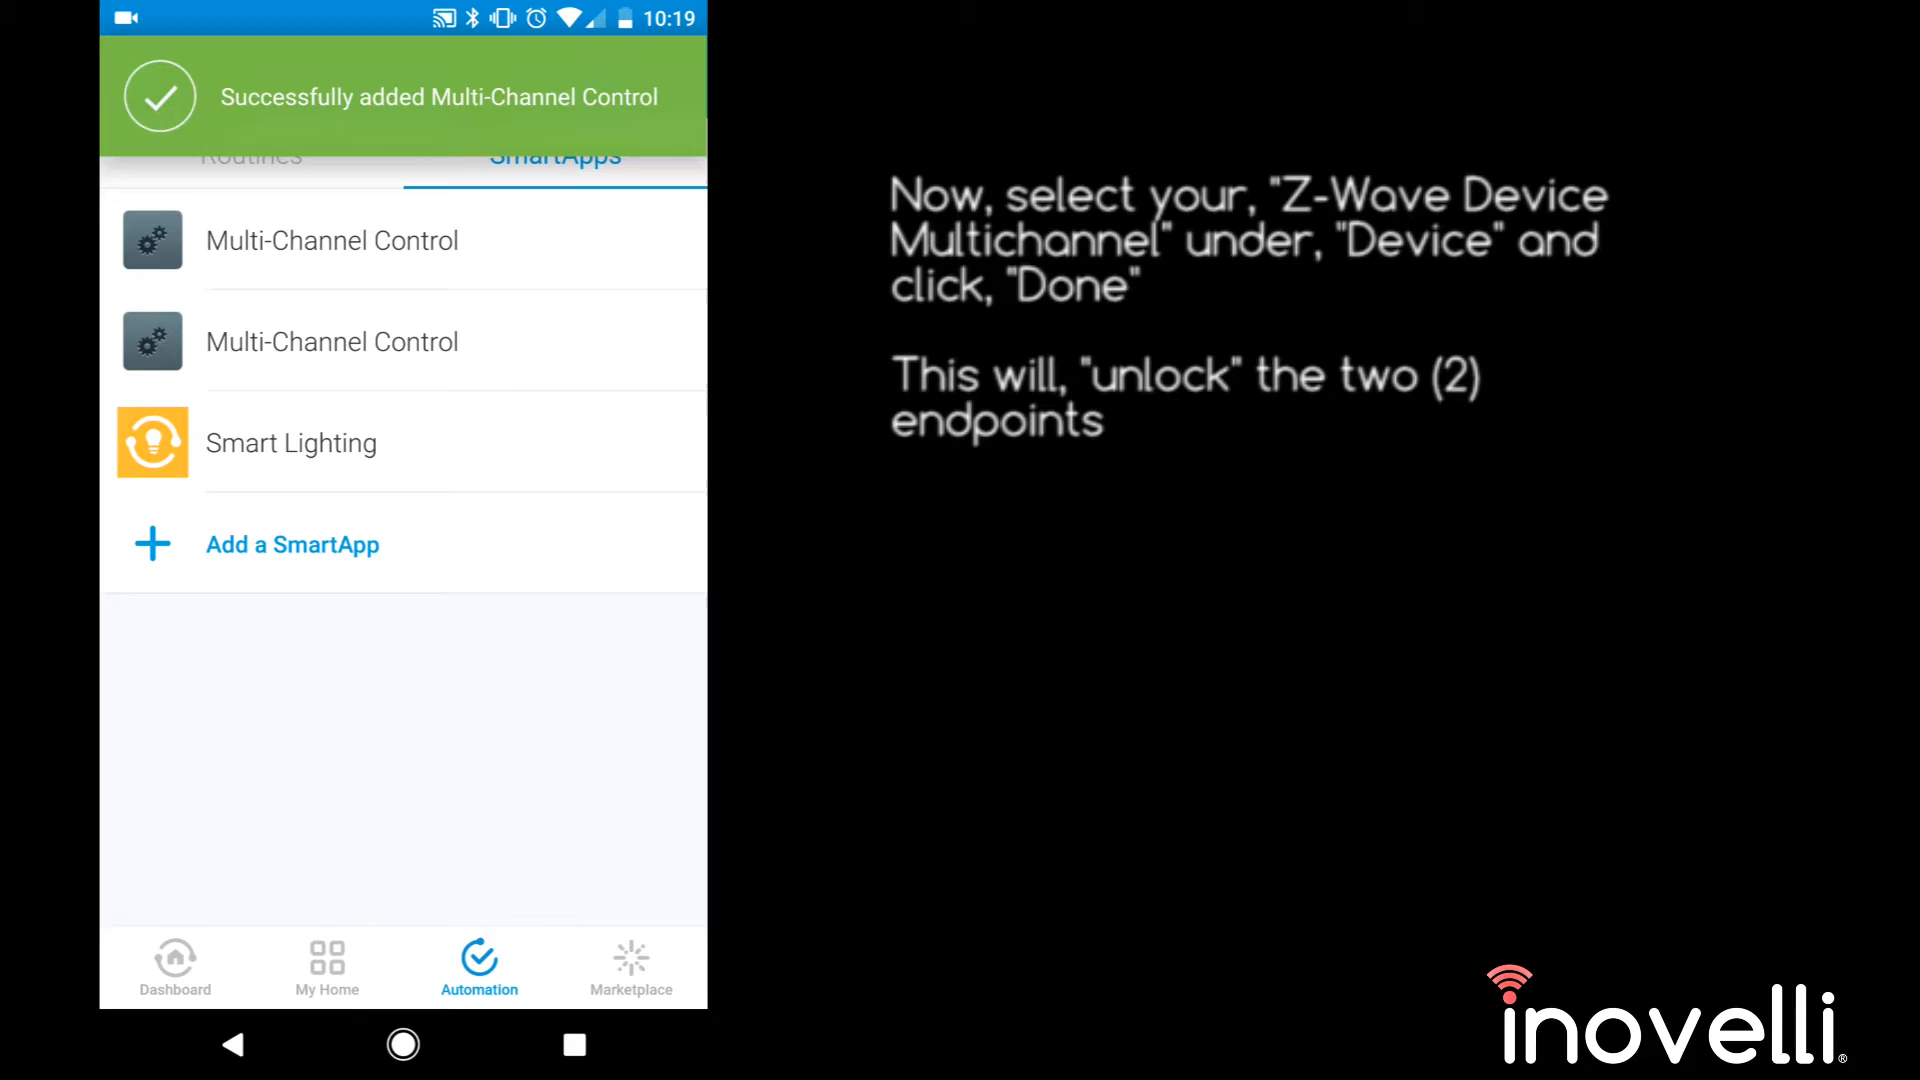 10:19
Successfully added Multi-Channel Control
Routines
SmartApps
Multi-Channel Control
Multi-Channel Control
Smart Lighting
Add a SmartApp
Dashboard
My Home
Automation
Marketplace
Now, select your, "Z-Wave Device
Multichannel" under, "Device" and
click, "Done"
This will, "unlock" the two (2)
endpoints
inovelli®